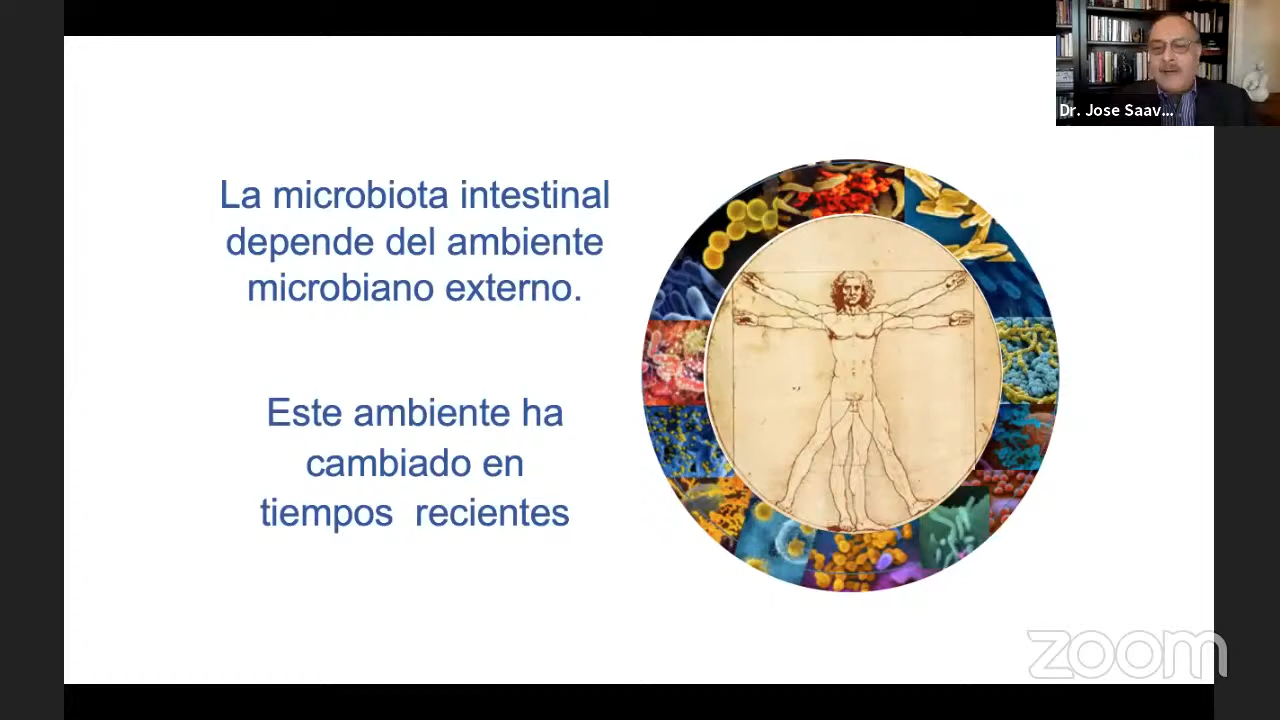 Dr. Jose Saav...
La microbiota intestinal
depende del ambiente
microbiano externo.
Este ambiente ha
cambiado en
tiempos recientes
zoom